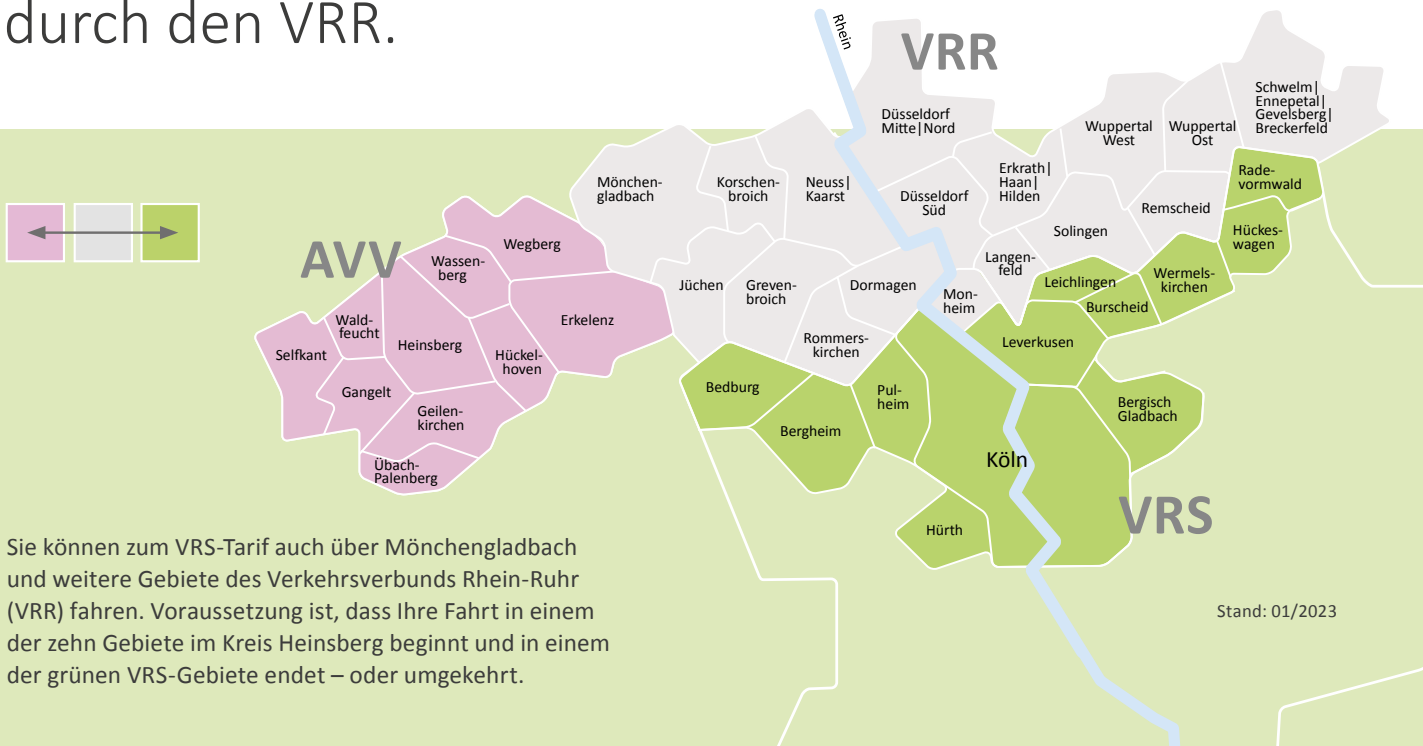 durch den VRR.
Rhein
VRR
Düsseldorf
Mitte|Nord
Schwelm|
Ennepetal|
Gevelsberg|
Breckerfeld
Wuppertal
West
Wuppertal
Ost
Mönchen-
gladbach
Korschen-
broich
Neuss|
Kaarst
Düsseldorf
Süd
Erkrath|
Haan|
Hilden
Rade-
vormwald
Remscheid
Solingen
Hückes-
wagen
AVV
Wegberg
Wassen-
berg
Jüchen
Greven-
broich
Dormagen
Langen-
feld
Mon-
heim
Leichlingen
Wermels-
kirchen
Burscheid
Wald-
feucht
Erkelenz
Selfkant
Heinsberg
Hückel-
hoven
Rommers-
kirchen
Leverkusen
Gangelt
Geilen-
kirchen
Bedburg
Pul-
heim
Bergisch
Gladbach
Bergheim
Köln
Übach-
Palenberg
VRS
Hürth
Sie können zum VRS-Tarif auch über Mönchengladbach
und weitere Gebiete des Verkehrsverbunds Rhein-Ruhr
(VRR) fahren. Voraussetzung ist, dass Ihre Fahrt in einem
der zehn Gebiete im Kreis Heinsberg beginnt und in einem
der grünen VRS-Gebiete endet – oder umgekehrt.
Stand: 01/2023